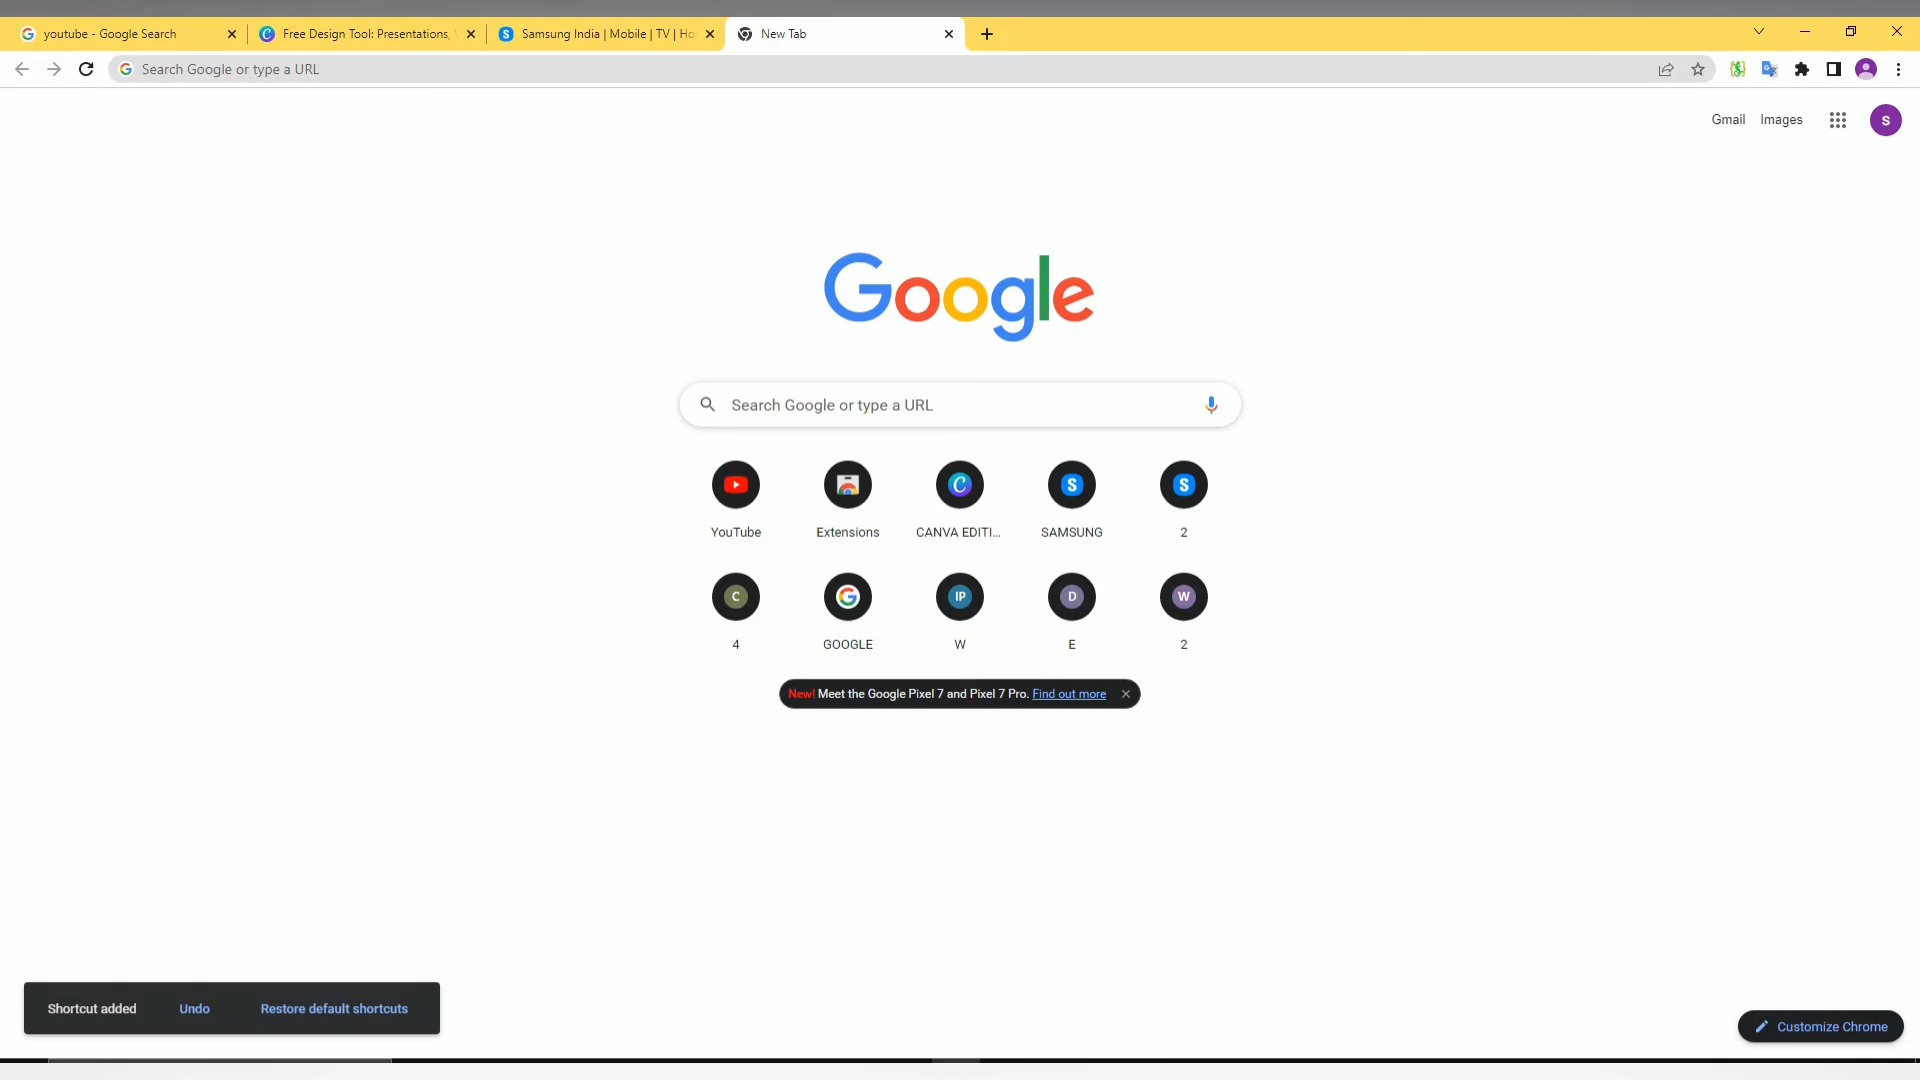 youtube - Google Search
Free Design Tool: Presentations,
Samsung India | Mobile | TV | Ho
New Tab
Search Google or type a URL
Gmail Images
S
Google
Search Google or type a URL
YouTube Extensions CANVA EDITI... SAMSUNG 2
C IP D W
4 GOOGLE W E 2
New! Meet the Google Pixel 7 and Pixel 7 Pro. Find out more
Shortcut added Undo Restore default shortcuts
Customize Chrome